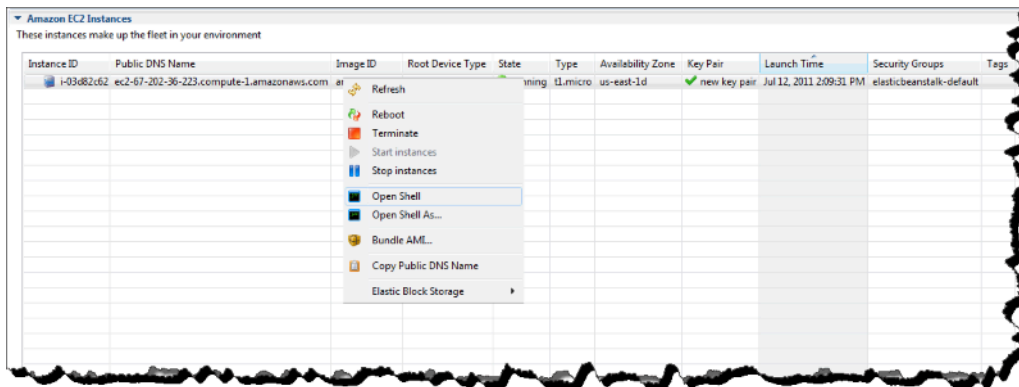 Amazon EC2 Instances
These instances make up the fleet in your environment
Instance ID Public DNS Name Image ID Root Device Type State Type Availability Zone Key Pair Launch Time Security Groups Tags
i-03d82c62 ec2-67-202-36-223.compute-1.amazonaws.com t1.micro us-east-1d new key pair Jul 12, 2011 2:09:31 PM elasticbeanstalk-default
Refresh
Reboot
Terminate
Start instances
Stop instances
Open Shell
Open Shell As...
Bundle AMI...
Copy Public DNS Name
Elastic Block Storage